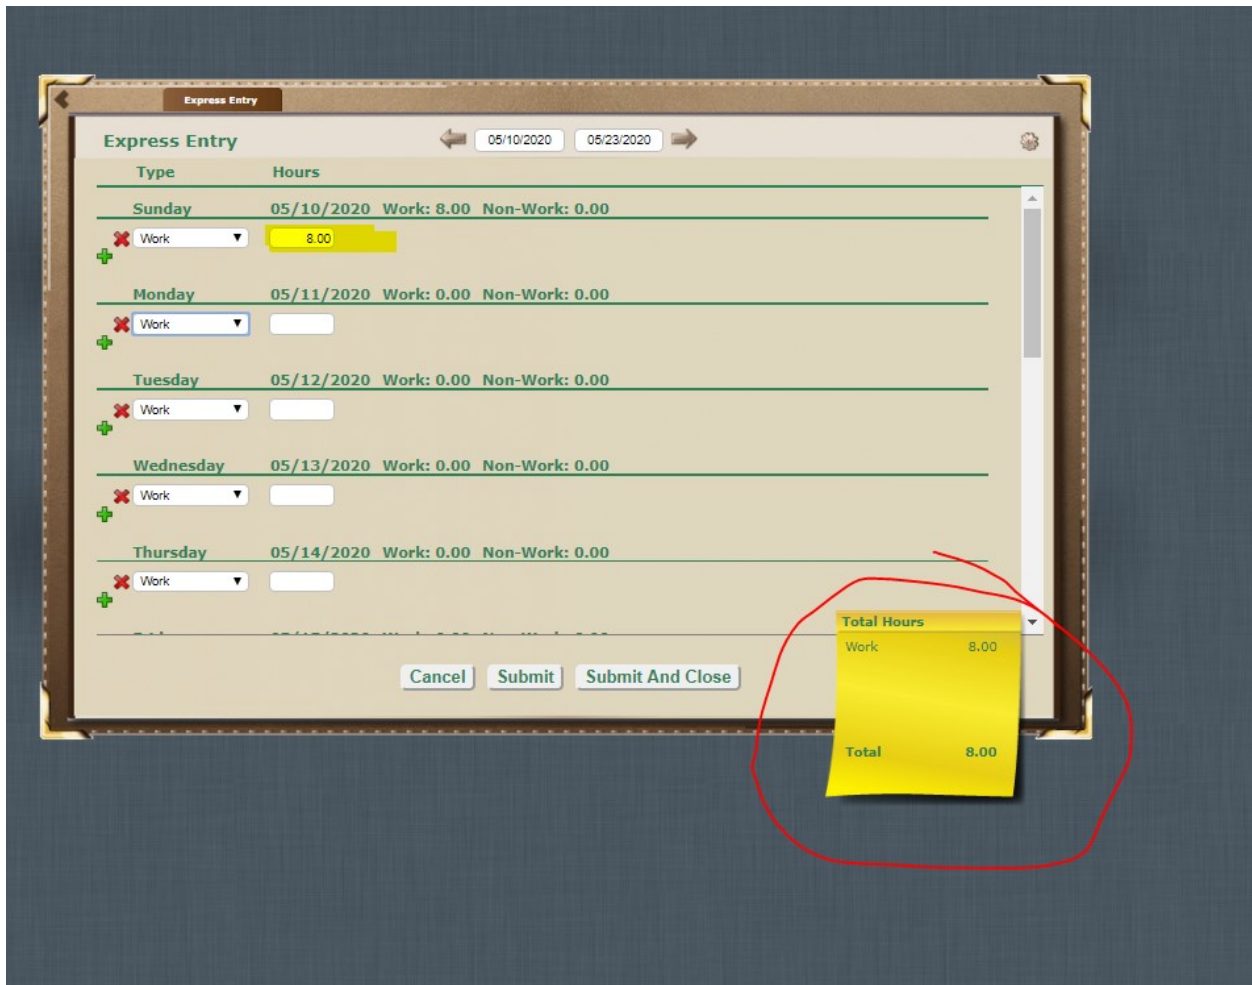 Express Entry
Express Entry 05/10/2020 05/23/2020
Type Hours
Sunday 05/10/2020 Work: 8.00 Non-Work: 0.00
Work 8.00
Monday 05/11/2020 Work: 0.00 Non-Work: 0.00
Work
Tuesday 05/12/2020 Work: 0.00 Non-Work: 0.00
Work
Wednesday 05/13/2020 Work: 0.00 Non-Work: 0.00
Work
Thursday 05/14/2020 Work: 0.00 Non-Work: 0.00
Work
Total Hours
Work 8.00
Total 8.00
Cancel Submit Submit And Close